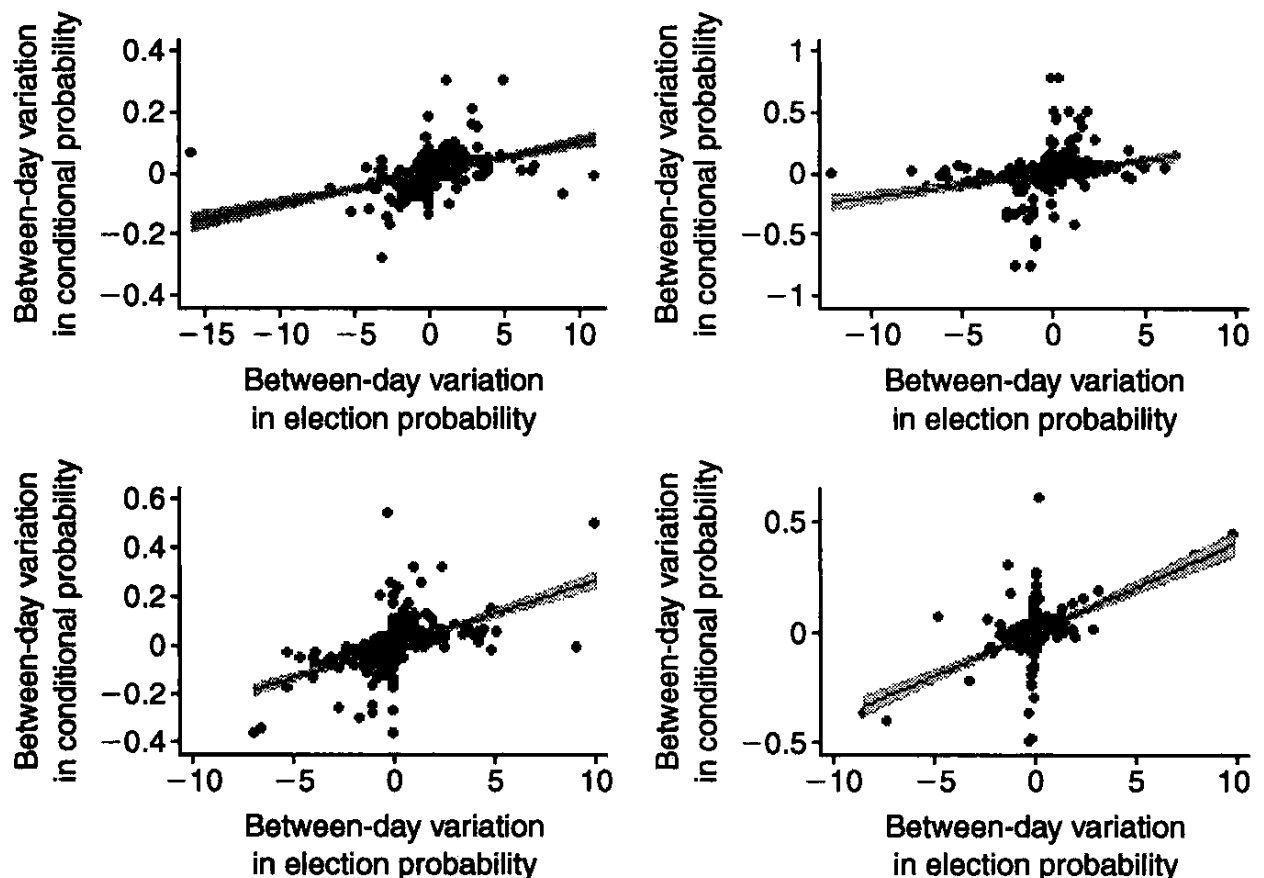 Between-day variation
in conditional probability
0.4
0.2
0
−0.2
−0.4
−15 −10 −5 0 5 10
Between-day variation
in election probability
Between-day variation
in conditional probability
1
0.5
0
−0.5
−1
−10 −5 0 5 10
Between-day variation
in election probability
Between-day variation
in conditional probability
0.6
0.4
0.2
0
−0.2
−0.4
−10 −5 0 5 10
Between-day variation
in election probability
Between-day variation
in conditional probability
0.5
0
−0.5
−10 −5 0 5 10
Between-day variation
in election probability